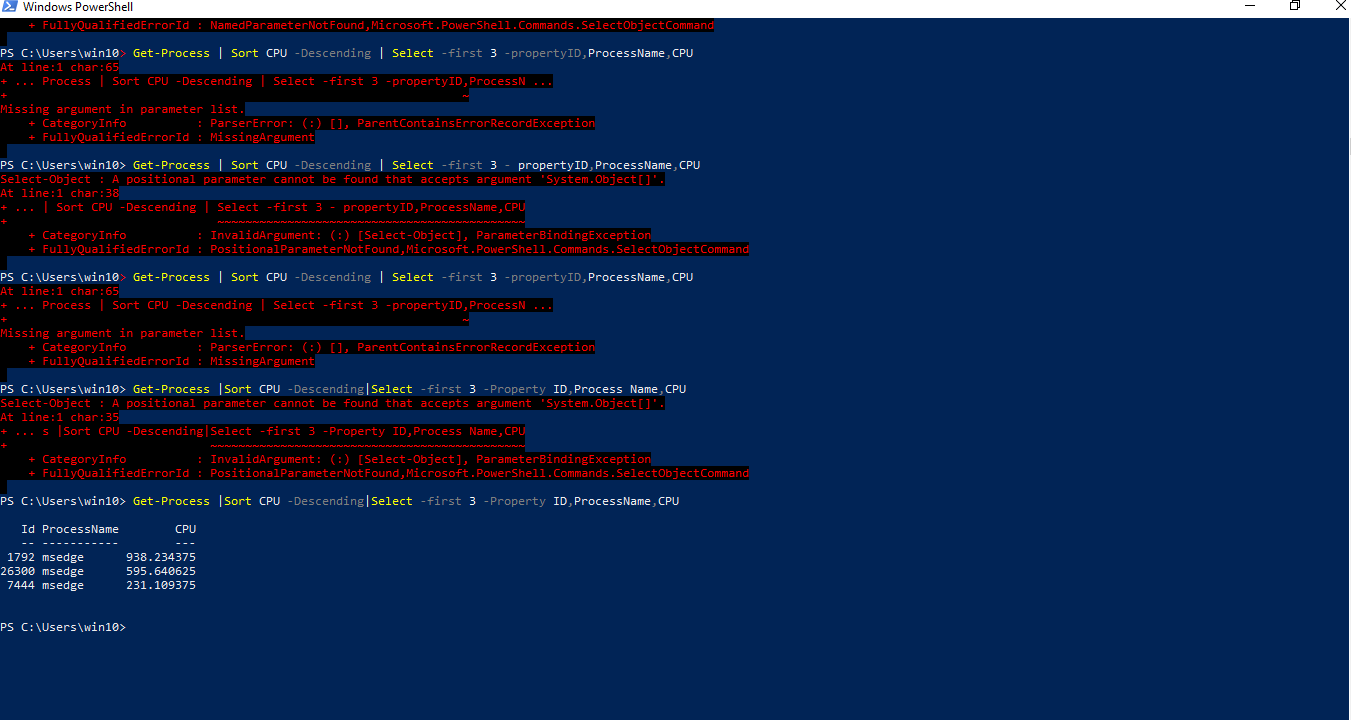 Windows PowerShell
    + FullyQualifiedErrorId : NamedParameterNotFound,Microsoft.PowerShell.Commands.SelectObjectCommand
PS C:\Users\win10> Get-Process | Sort CPU -Descending | Select -first 3 -propertyID,ProcessName,CPU
At line:1 char:65
+ ... Process | Sort CPU -Descending | Select -first 3 -propertyID,ProcessN ...
+                                                                 ~
Missing argument in parameter list.
    + CategoryInfo          : ParserError: (:) [], ParentContainsErrorRecordException
    + FullyQualifiedErrorId : MissingArgument
PS C:\Users\win10> Get-Process | Sort CPU -Descending | Select -first 3 - propertyID,ProcessName,CPU
Select-Object : A positional parameter cannot be found that accepts argument 'System.Object[]'.
At line:1 char:38
+ ... | Sort CPU -Descending | Select -first 3 - propertyID,ProcessName,CPU
+                              ~~~~~~~~~~~~~~~~~~~~~~~~~~~~~~~~~~~~~~~~~~~~
    + CategoryInfo          : InvalidArgument: (:) [Select-Object], ParameterBindingException
    + FullyQualifiedErrorId : PositionalParameterNotFound,Microsoft.PowerShell.Commands.SelectObjectCommand
PS C:\Users\win10> Get-Process | Sort CPU -Descending | Select -first 3 -propertyID,ProcessName,CPU
At line:1 char:65
+ ... Process | Sort CPU -Descending | Select -first 3 -propertyID,ProcessN ...
+                                                                 ~
Missing argument in parameter list.
    + CategoryInfo          : ParserError: (:) [], ParentContainsErrorRecordException
    + FullyQualifiedErrorId : MissingArgument
PS C:\Users\win10> Get-Process |Sort CPU -Descending|Select -first 3 -Property ID,Process Name,CPU
Select-Object : A positional parameter cannot be found that accepts argument 'System.Object[]'.
At line:1 char:35
+ ... s |Sort CPU -Descending|Select -first 3 -Property ID,Process Name,CPU
+                             ~~~~~~~~~~~~~~~~~~~~~~~~~~~~~~~~~~~~~~~~~~~~~
    + CategoryInfo          : InvalidArgument: (:) [Select-Object], ParameterBindingException
    + FullyQualifiedErrorId : PositionalParameterNotFound,Microsoft.PowerShell.Commands.SelectObjectCommand
PS C:\Users\win10> Get-Process |Sort CPU -Descending|Select -first 3 -Property ID,ProcessName,CPU
   Id ProcessName        CPU
   -- -----------        ---
 1792 msedge      938.234375
26300 msedge      595.640625
 7444 msedge      231.109375
PS C:\Users\win10>